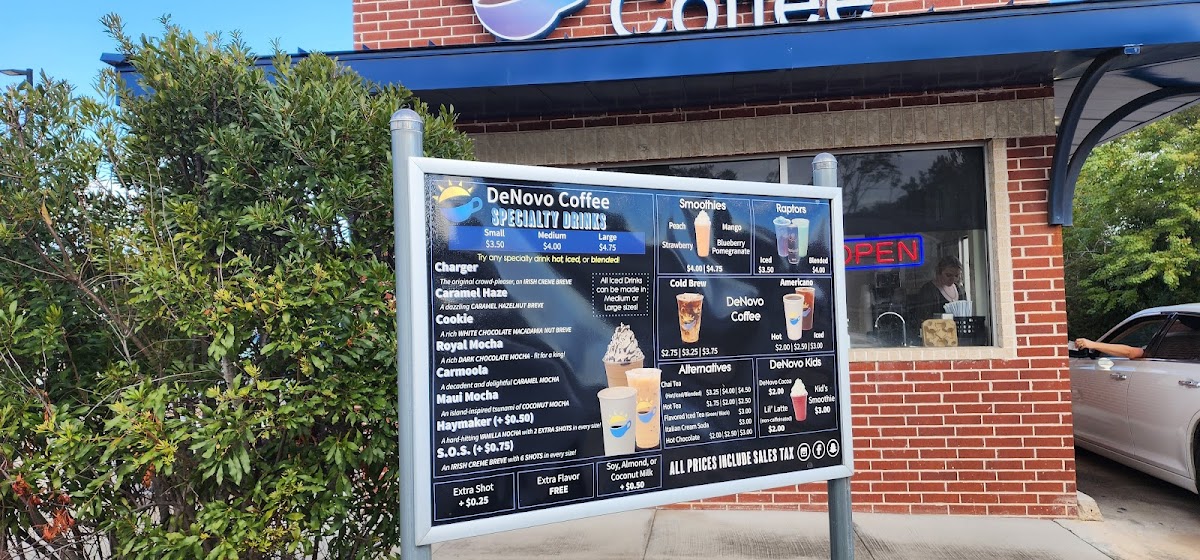 Coffee
DeNovo Coffee
SPECIALTY DRINKS
Small Medium Large
$3.50 $4.00 $4.75
Try any specialty drink hot, iced, or blended!
Charger
The original crowd-pleaser, an IRISH CREME BREVE
Caramel Haze
A dazzling CARAMEL HAZELNUT BREVE
Cookie
A rich WHITE CHOCOLATE MACADAMIA NUT BREVE
Royal Mocha
A rich DARK CHOCOLATE MOCHA - fit for a king!
Carmoola
A decadent and delightful CARAMEL MOCHA
Maui Mocha
An island-inspired tsunami of COCONUT MOCHA
Haymaker (+ $0.50)
A hard-hitting VANILLA MOCHA with 2 EXTRA SHOTS in every size!
S.O.S. (+ $0.75)
An IRISH CREME BREVE with 6 SHOTS in every size!
All Iced Drinks
can be made in
Medium or
Large sizes!
Extra Shot
+ $0.25
Extra Flavor
FREE
Soy, Almond, or
Coconut Milk
+ $0.50
Smoothies
Peach Mango
Strawberry Blueberry
Pomegranate
$4.00 | $4.75
Raptors
Iced Blended
$3.50 $4.00
Cold Brew
$2.75 | $3.25 | $3.75
DeNovo
Coffee
Americano
Hot Iced
$2.00 | $2.50 | $3.00
Alternatives
Chai Tea
(Hot/Iced/Blended) $3.25 | $4.00 | $4.50
Hot Tea $1.75 | $2.00 | $2.50
Flavored Iced Tea (Green/Black) $3.00
Italian Cream Soda $3.00
Hot Chocolate $2.00 | $2.50 | $3.00
DeNovo Kids
DeNovo Cocoa
$2.00
Lil' Latte
(non-caffeinated)
$2.00
Kid's
Smoothie
$3.00
ALL PRICES INCLUDE SALES TAX
OPEN